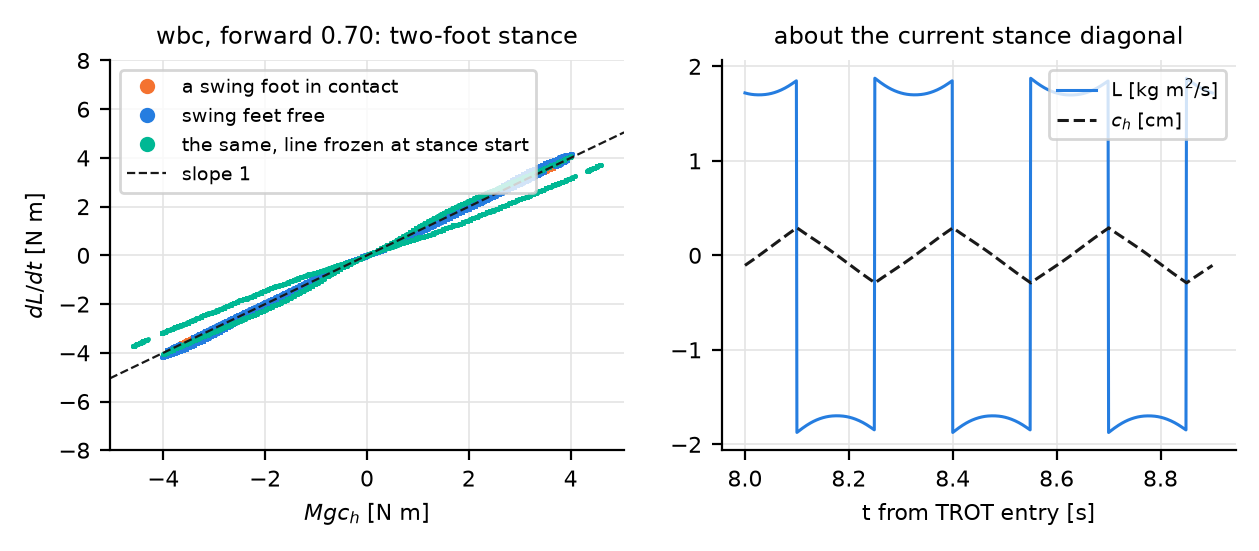 wbc, forward 0.70: two-foot stance
8
6
4
2
0
−2
−4
−6
−8
dL/dt [N m]
a swing foot in contact
swing feet free
the same, line frozen at stance start
slope 1
−4
−2
0
2
4
Mgc_h [N m]
about the current stance diagonal
2
1
0
−1
−2
L [kg m²/s]
c_h [cm]
8.0
8.2
8.4
8.6
8.8
t from TROT entry [s]